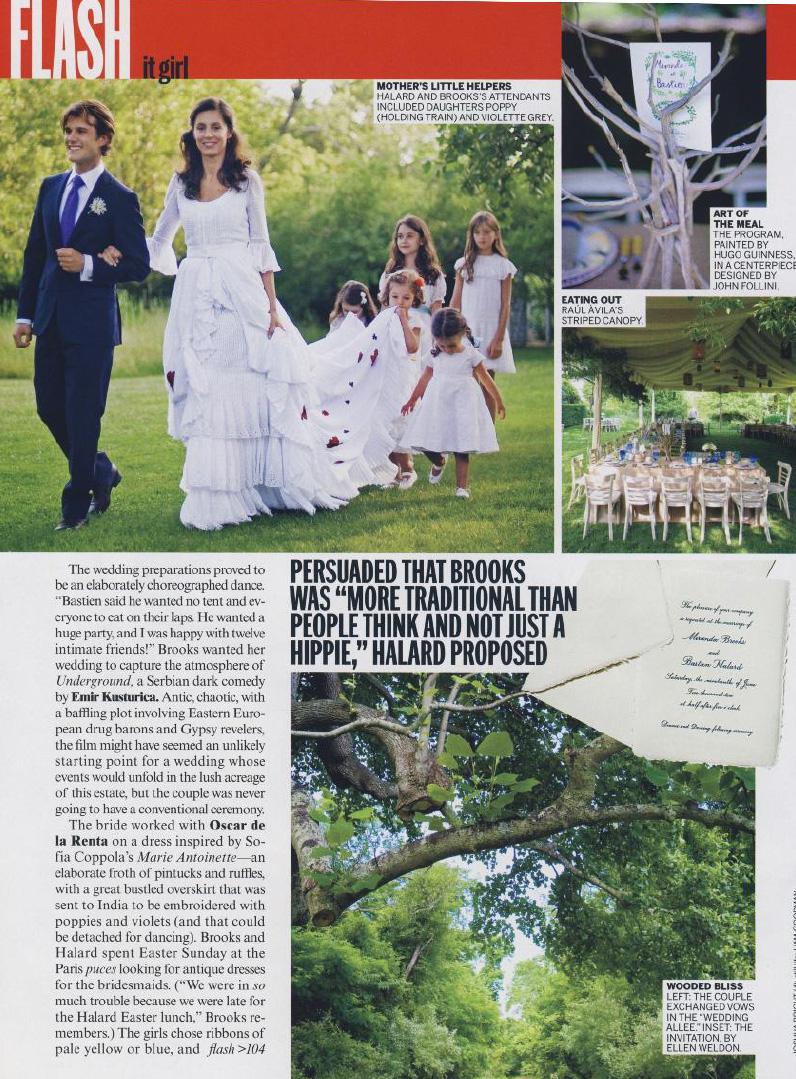 FLASH
it girl
MOTHER'S LITTLE HELPERS
HALARD AND BROOKS'S ATTENDANTS
INCLUDED DAUGHTERS POPPY
(HOLDING TRAIN) AND VIOLETTE GREY.
Miranda
Bastien
ART OF
THE MEAL
THE PROGRAM,
PAINTED BY
HUGO GUINNESS,
IN A CENTERPIECE
DESIGNED BY
JOHN FOLLINI.
EATING OUT
RAÚL ÀVILA'S
STRIPED CANOPY.
The wedding preparations proved to
be an elaborately choreographed dance.
“Bastien said he wanted no tent and ev-
eryone to eat on their laps. He wanted a
huge party, and I was happy with twelve
intimate friends!” Brooks wanted her
wedding to capture the atmosphere of
Underground, a Serbian dark comedy
by Emir Kusturica. Antic, chaotic, with
a baffling plot involving Eastern Euro-
pean drug barons and Gypsy revelers,
the film might have seemed an unlikely
starting point for a wedding whose
events would unfold in the lush acreage
of this estate, but the couple was never
going to have a conventional ceremony.
The bride worked with Oscar de
la Renta on a dress inspired by So-
fia Coppola's Marie Antoinette—an
elaborate froth of pintucks and ruffles,
with a great bustled overskirt that was
sent to India to be embroidered with
poppies and violets (and that could
be detached for dancing). Brooks and
Halard spent Easter Sunday at the
Paris puces looking for antique dresses
for the bridesmaids. (“We were in so
much trouble because we were late for
the Halard Easter lunch,” Brooks re-
members.) The girls chose ribbons of
pale yellow or blue, and flash >104
PERSUADED THAT BROOKS
WAS “MORE TRADITIONAL THAN
PEOPLE THINK AND NOT JUST A
HIPPIE,” HALARD PROPOSED
The pleasure of your company
is requested at the marriage of
Miranda Brooks
and
Bastien Halard
Saturday, the nineteenth of June
at half after five o'clock
Dinner and Dancing following ceremony
WOODED BLISS
LEFT: THE COUPLE
EXCHANGED VOWS
IN THE “WEDDING
ALLEE.” INSET: THE
INVITATION, BY
ELLEN WELDON.